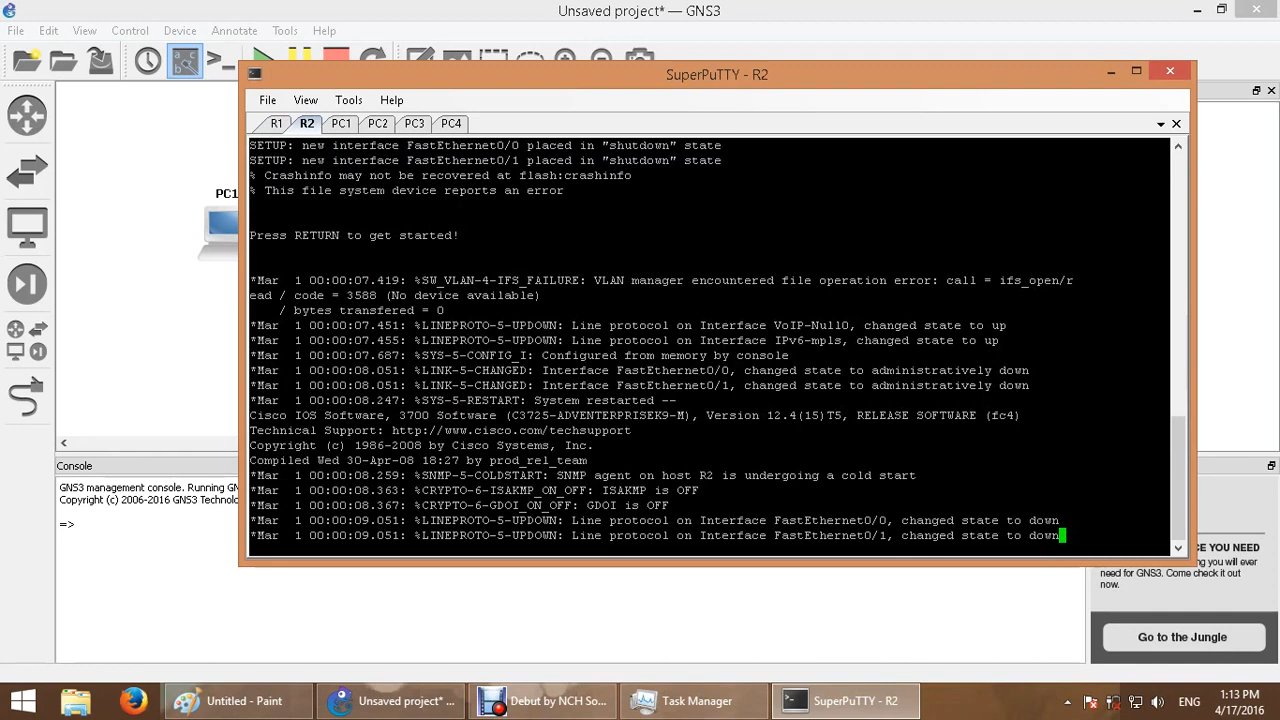 Unsaved project* — GNS3
File Edit View Control Device Annotate Tools Help
SuperPuTTY - R2
File View Tools Help
R1 R2 PC1 PC2 PC3 PC4
PC1
SETUP: new interface FastEthernet0/0 placed in "shutdown" state
SETUP: new interface FastEthernet0/1 placed in "shutdown" state
% Crashinfo may not be recovered at flash:crashinfo
% This file system device reports an error
Press RETURN to get started!
*Mar  1 00:00:07.419: %SW_VLAN-4-IFS_FAILURE: VLAN manager encountered file operation error: call = ifs_open/r
ead / code = 3588 (No device available)
/ bytes transfered = 0
*Mar  1 00:00:07.451: %LINEPROTO-5-UPDOWN: Line protocol on Interface VoIP-Null0, changed state to up
*Mar  1 00:00:07.455: %LINEPROTO-5-UPDOWN: Line protocol on Interface IPv6-mpls, changed state to up
*Mar  1 00:00:07.687: %SYS-5-CONFIG_I: Configured from memory by console
*Mar  1 00:00:08.051: %LINK-5-CHANGED: Interface FastEthernet0/0, changed state to administratively down
*Mar  1 00:00:08.051: %LINK-5-CHANGED: Interface FastEthernet0/1, changed state to administratively down
*Mar  1 00:00:08.247: %SYS-5-RESTART: System restarted --
Cisco IOS Software, 3700 Software (C3725-ADVENTERPRISEK9-M), Version 12.4(15)T5, RELEASE SOFTWARE (fc4)
Technical Support: http://www.cisco.com/techsupport
Copyright (c) 1986-2008 by Cisco Systems, Inc.
Compiled Wed 30-Apr-08 18:27 by prod_rel_team
*Mar  1 00:00:08.259: %SNMP-5-COLDSTART: SNMP agent on host R2 is undergoing a cold start
*Mar  1 00:00:08.363: %CRYPTO-6-ISAKMP_ON_OFF: ISAKMP is OFF
*Mar  1 00:00:08.367: %CRYPTO-6-GDOI_ON_OFF: GDOI is OFF
*Mar  1 00:00:09.051: %LINEPROTO-5-UPDOWN: Line protocol on Interface FastEthernet0/0, changed state to down
*Mar  1 00:00:09.051: %LINEPROTO-5-UPDOWN: Line protocol on Interface FastEthernet0/1, changed state to down
Console
GNS3 management console. Running GN
Copyright (c) 2006-2016 GNS3 Technolo
=>
CE YOU NEED
ng you will ever
need for GNS3. Come check it out
now.
Go to the Jungle
Untitled - Paint
Unsaved project* ...
Debut by NCH So...
Task Manager
SuperPuTTY - R2
ENG
1:13 PM
4/17/2016